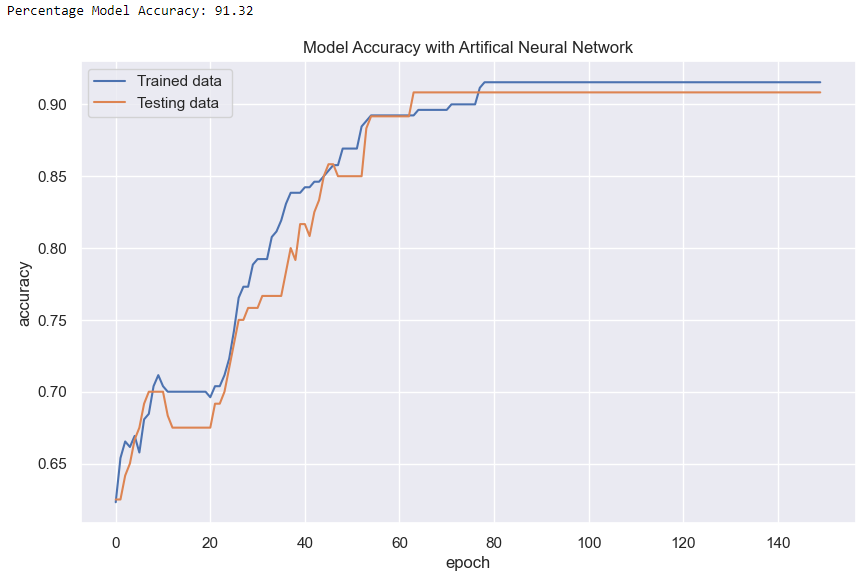 Percentage Model Accuracy: 91.32
Model Accuracy with Artifical Neural Network
Trained data
Testing data
0.90
0.85
0.80
0.75
0.70
0.65
accuracy
0 20 40 60 80 100 120 140
epoch